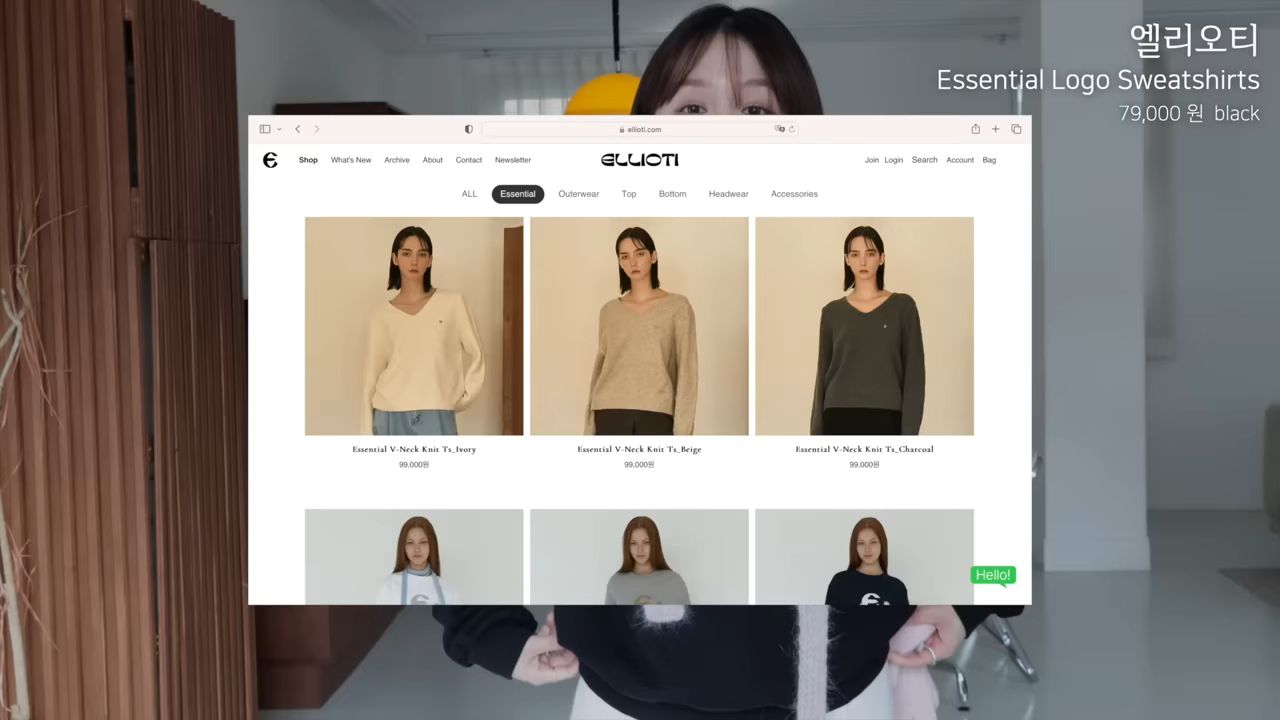 엘리오티
Essential Logo Sweatshirts
79,000 원 black
ellioti.com
Shop What's New Archive About Contact Newsletter
ELLIOTI
Join Login Search Account Bag
ALL Essential Outerwear Top Bottom Headwear Accessories
Essential V-Neck Knit Ts_Ivory
99,000원
Essential V-Neck Knit Ts_Beige
99,000원
Essential V-Neck Knit Ts_Charcoal
99,000원
Hello!